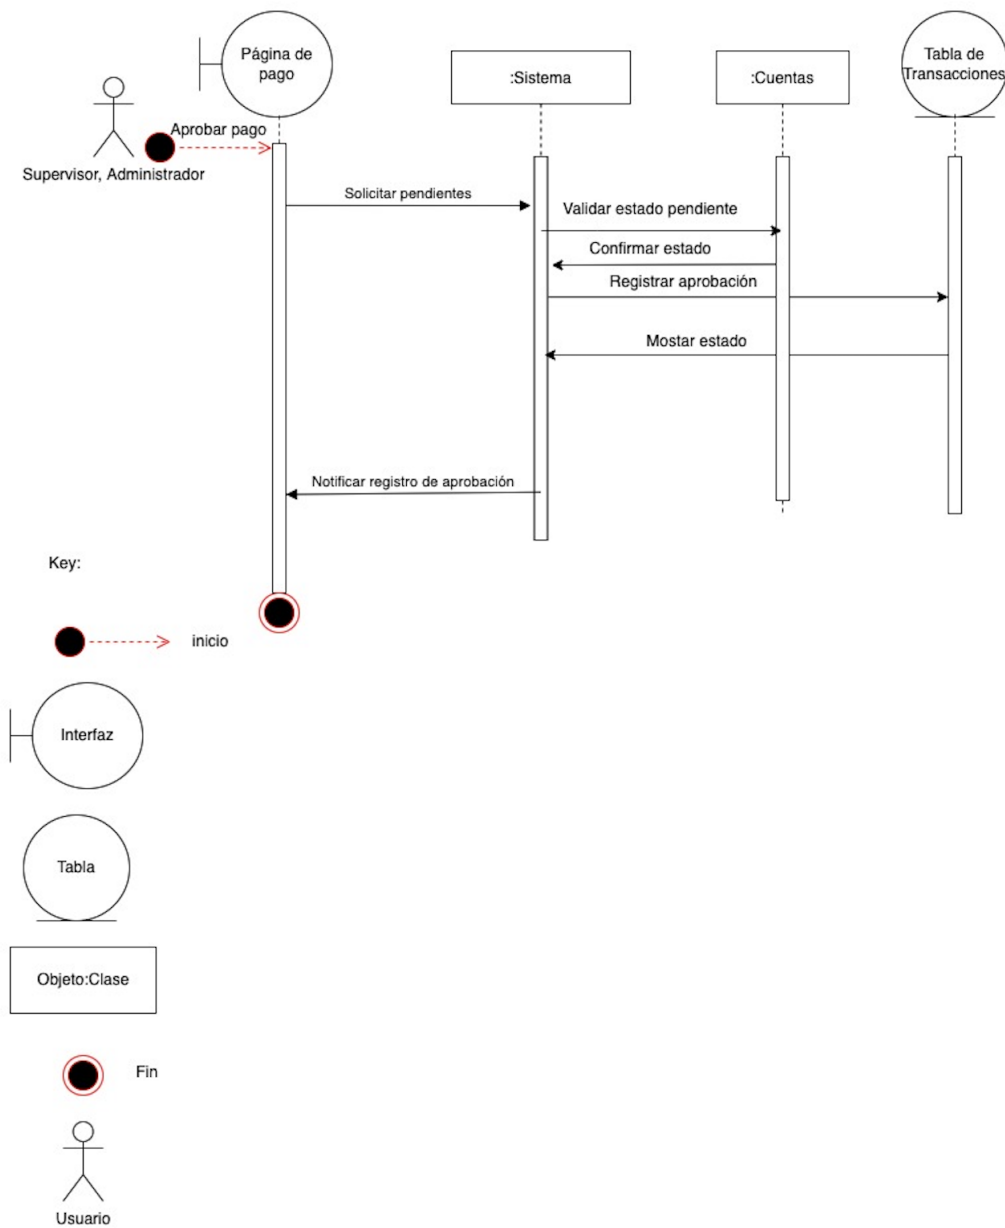 Página de
pago
:Sistema
:Cuentas
Tabla de
Transacciones
Aprobar pago
Supervisor, Administrador
Solicitar pendientes
Validar estado pendiente
Confirmar estado
Registrar aprobación
Mostar estado
Notificar registro de aprobación
Key:
inicio
Interfaz
Tabla
Objeto:Clase
Fin
Usuario